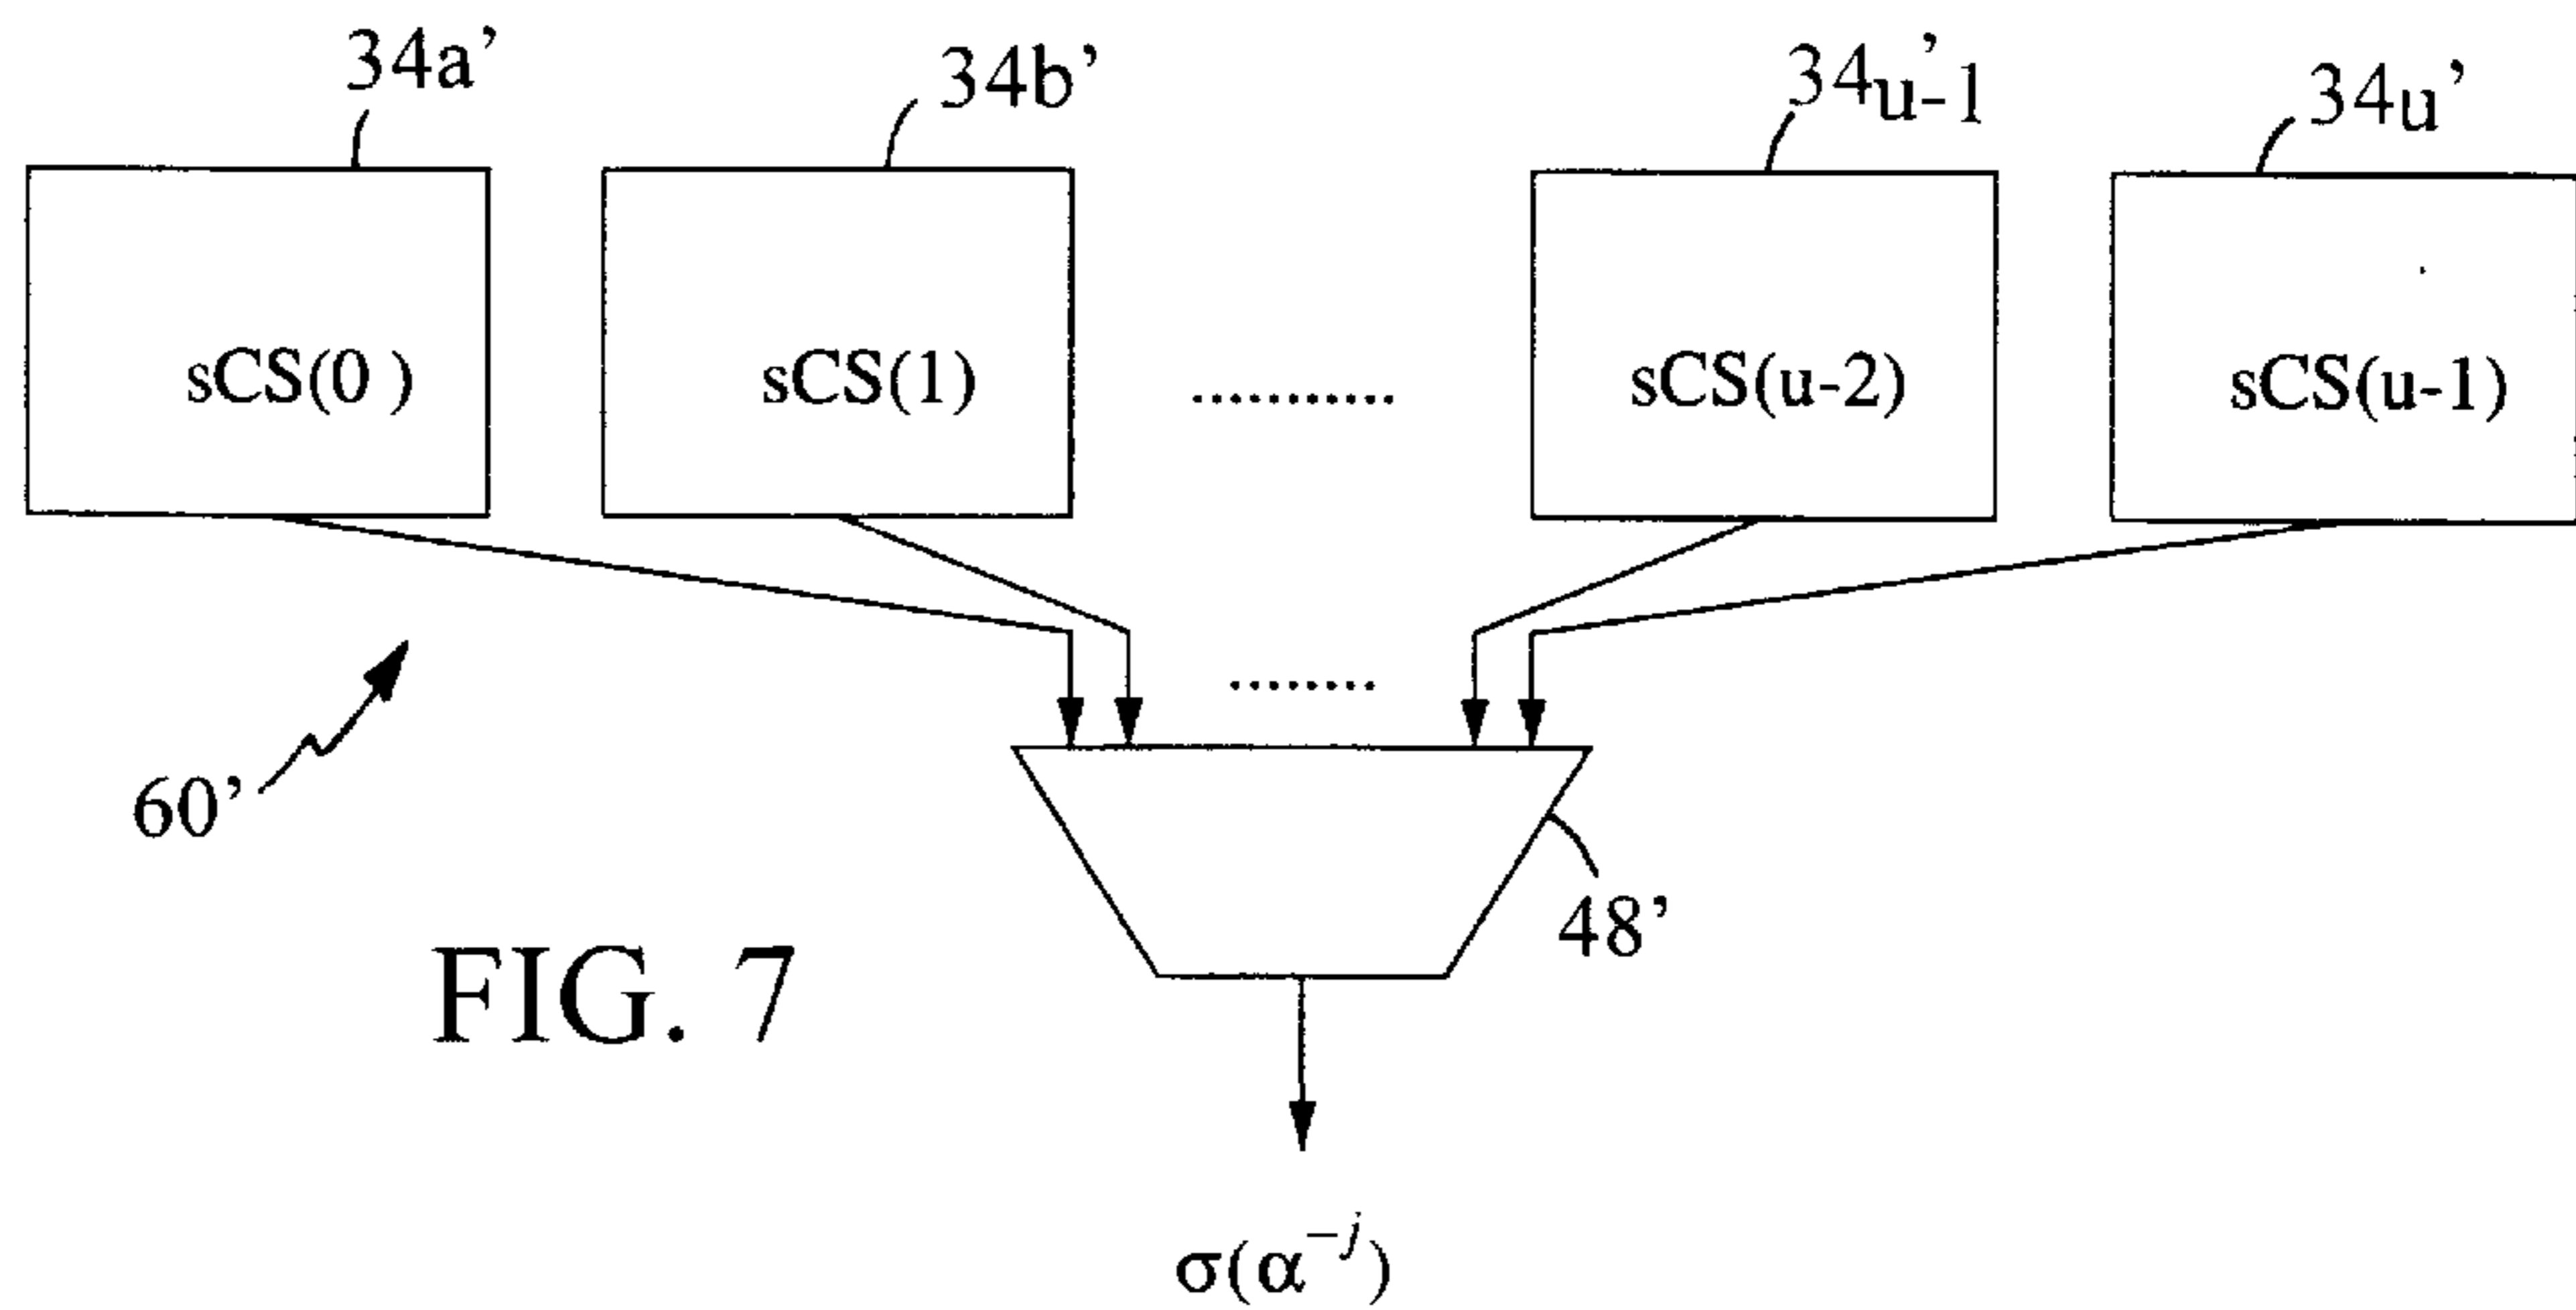 34a’ 34b’ 34u’-1 34u’
sCS(0 ) sCS(1) ........... sCS(u-2) sCS(u-1)
........
60’
48’
FIG. 7
σ(α⁻ʲ)